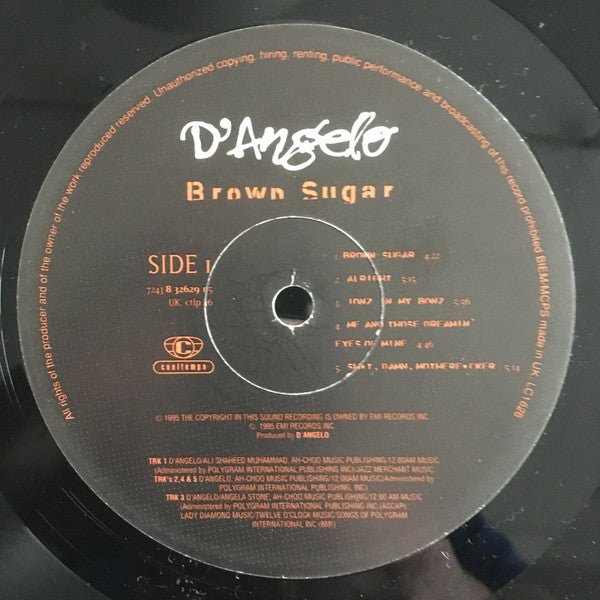 All rights of the producer and of the owner of the work reproduced reserved. Unauthorized copying, hiring, renting, public performance and broadcasting of this record prohibited BIEM/MCPS made in UK. LC1628
D'Angelo
Brown Sugar
SIDE 1
7243 8 32629 1 5
UK. ctlp 46
C
cooltempo
1. BROWN SUGAR 4:22
2. ALRIGHT 5:15
3. JONZ IN MY BONZ 5:56
4. ME AND THOSE DREAMIN'
EYES OF MINE 4:46
5. SH*T, DAMN, MOTHERF*CKER 5:14
℗ 1995 THE COPYRIGHT IN THIS SOUND RECORDING IS OWNED BY EMI RECORDS, INC.
© 1995 EMI RECORDS, INC
Produced by D'ANGELO
TRK 1 D'ANGELO/ALI SHAHEED MUHAMMAD, AH-CHOO MUSIC PUBLISHING/12:00AM MUSIC
(Administered by POLYGRAM INTERNATIONAL PUBLISHING INC)/JAZZ MERCHANT MUSIC
TRK's 2,4 & 5 D'ANGELO/AH-CHOO MUSIC PUBLISHING/12:00AM MUSIC/(Administered by
POLYGRAM INTERNATIONAL PUBLISHING, INC)
TRK 3 D'ANGELO/ANGELA STONE, AH-CHOO MUSIC PUBLISHING/12:00 AM MUSIC
(Administered by POLYGRAM INTERNATIONAL PUBLISHING INC (ASCAP)
LADY DIAMOND MUSIC/TWELVE O'CLOCK MUSIC/SONGS OF POLYGRAM
INTERNATIONAL INC (BMI)